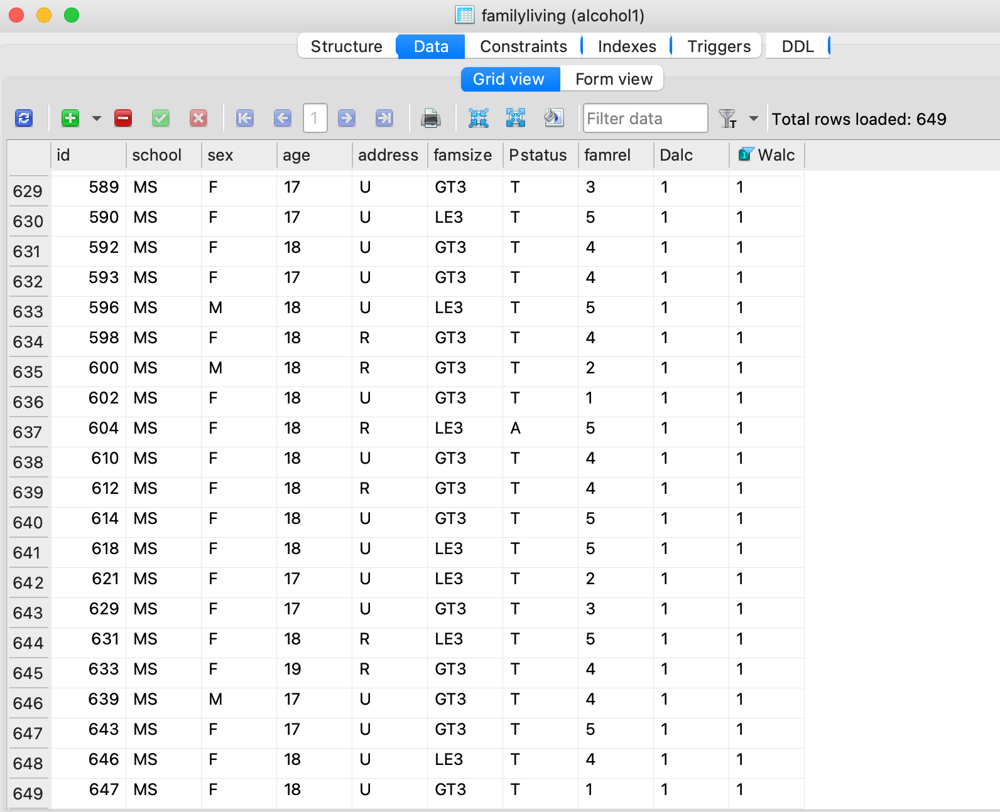 familyliving (alcohol1)
Structure Data Constraints Indexes Triggers DDL
Grid view Form view
1 Filter data T Total rows loaded: 649
id school sex age address famsize Pstatus famrel Dalc 1 Walc
629 589 MS F 17 U GT3 T 3 1 1
630 590 MS F 17 U LE3 T 5 1 1
631 592 MS F 18 U GT3 T 4 1 1
632 593 MS F 17 U GT3 T 4 1 1
633 596 MS M 18 U LE3 T 5 1 1
634 598 MS F 18 R GT3 T 4 1 1
635 600 MS M 18 R GT3 T 2 1 1
636 602 MS F 18 U GT3 T 1 1 1
637 604 MS F 18 R LE3 A 5 1 1
638 610 MS F 18 U GT3 T 4 1 1
639 612 MS F 18 R GT3 T 4 1 1
640 614 MS F 18 U GT3 T 5 1 1
641 618 MS F 18 U LE3 T 5 1 1
642 621 MS F 17 U LE3 T 2 1 1
643 629 MS F 17 U GT3 T 3 1 1
644 631 MS F 18 R LE3 T 5 1 1
645 633 MS F 19 R GT3 T 4 1 1
646 639 MS M 17 U GT3 T 4 1 1
647 643 MS F 17 U GT3 T 5 1 1
648 646 MS F 18 U LE3 T 4 1 1
649 647 MS F 18 U GT3 T 1 1 1